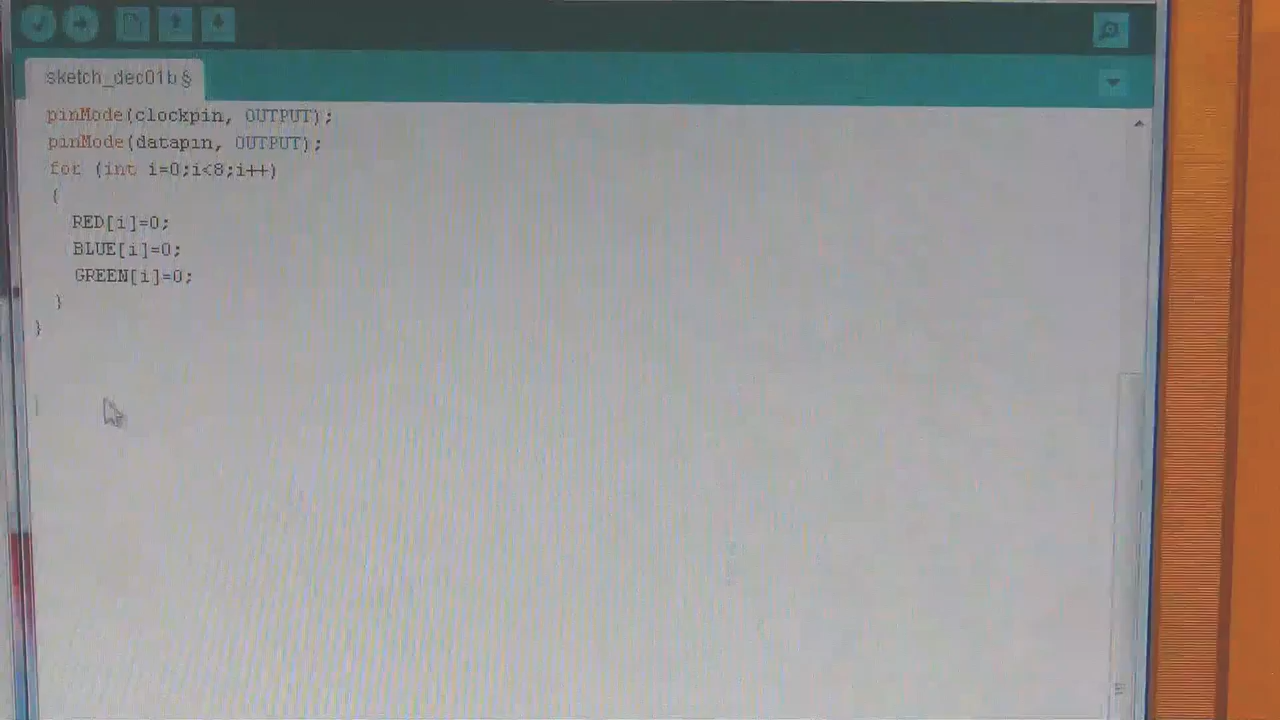 sketch_dec01b §
pinMode(clockpin, OUTPUT);
pinMode(datapin, OUTPUT);
for (int i=0;i<8;i++)
{
RED[i]=0;
BLUE[i]=0;
GREEN[i]=0;
}
}